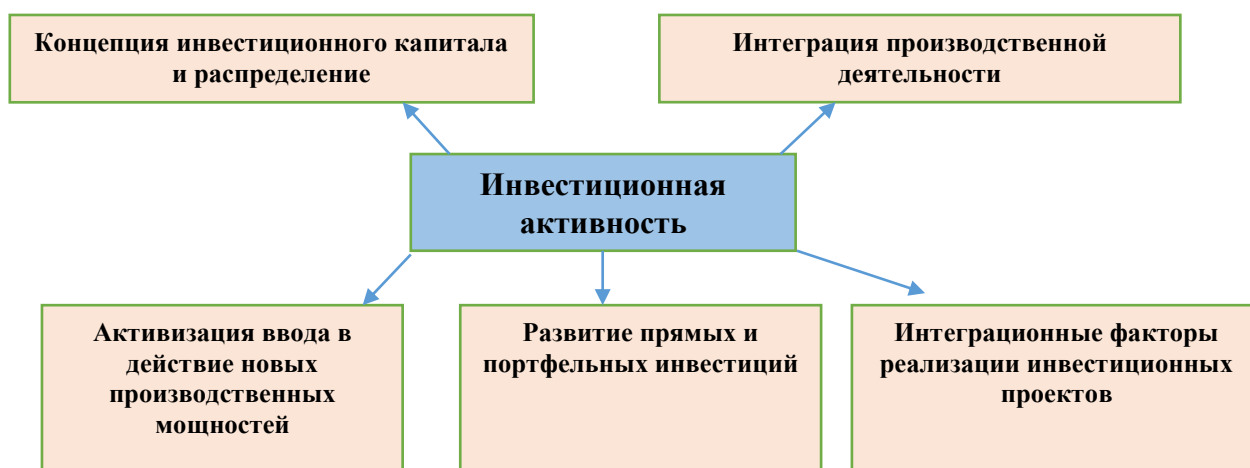 Концепция инвестиционного капитала
и распределение
Интеграция производственной
деятельности
Инвестиционная
активность
Активизация ввода в
действие новых
производственных
мощностей
Развитие прямых и
портфельных инвестиций
Интеграционные факторы
реализации инвестиционных
проектов